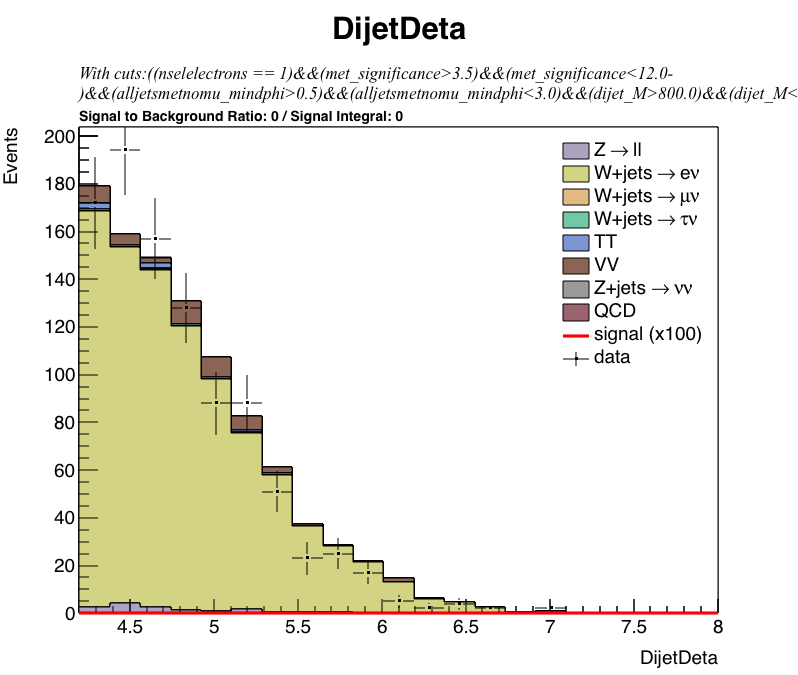 DijetDeta
With cuts:((nselelectrons == 1)&&(met_significance>3.5)&&(met_significance<12.0-
)&&(alljetsmetnomu_mindphi>0.5)&&(alljetsmetnomu_mindphi<3.0)&&(dijet_M>800.0)&&(dijet_M<
Signal to Background Ratio: 0 / Signal Integral: 0
Events
200
180
160
140
120
100
80
60
40
20
0
Z → ll
W+jets → eν
W+jets → μν
W+jets → τν
TT
VV
Z+jets → νν
QCD
signal (x100)
data
4.5 5 5.5 6 6.5 7 7.5 8
DijetDeta